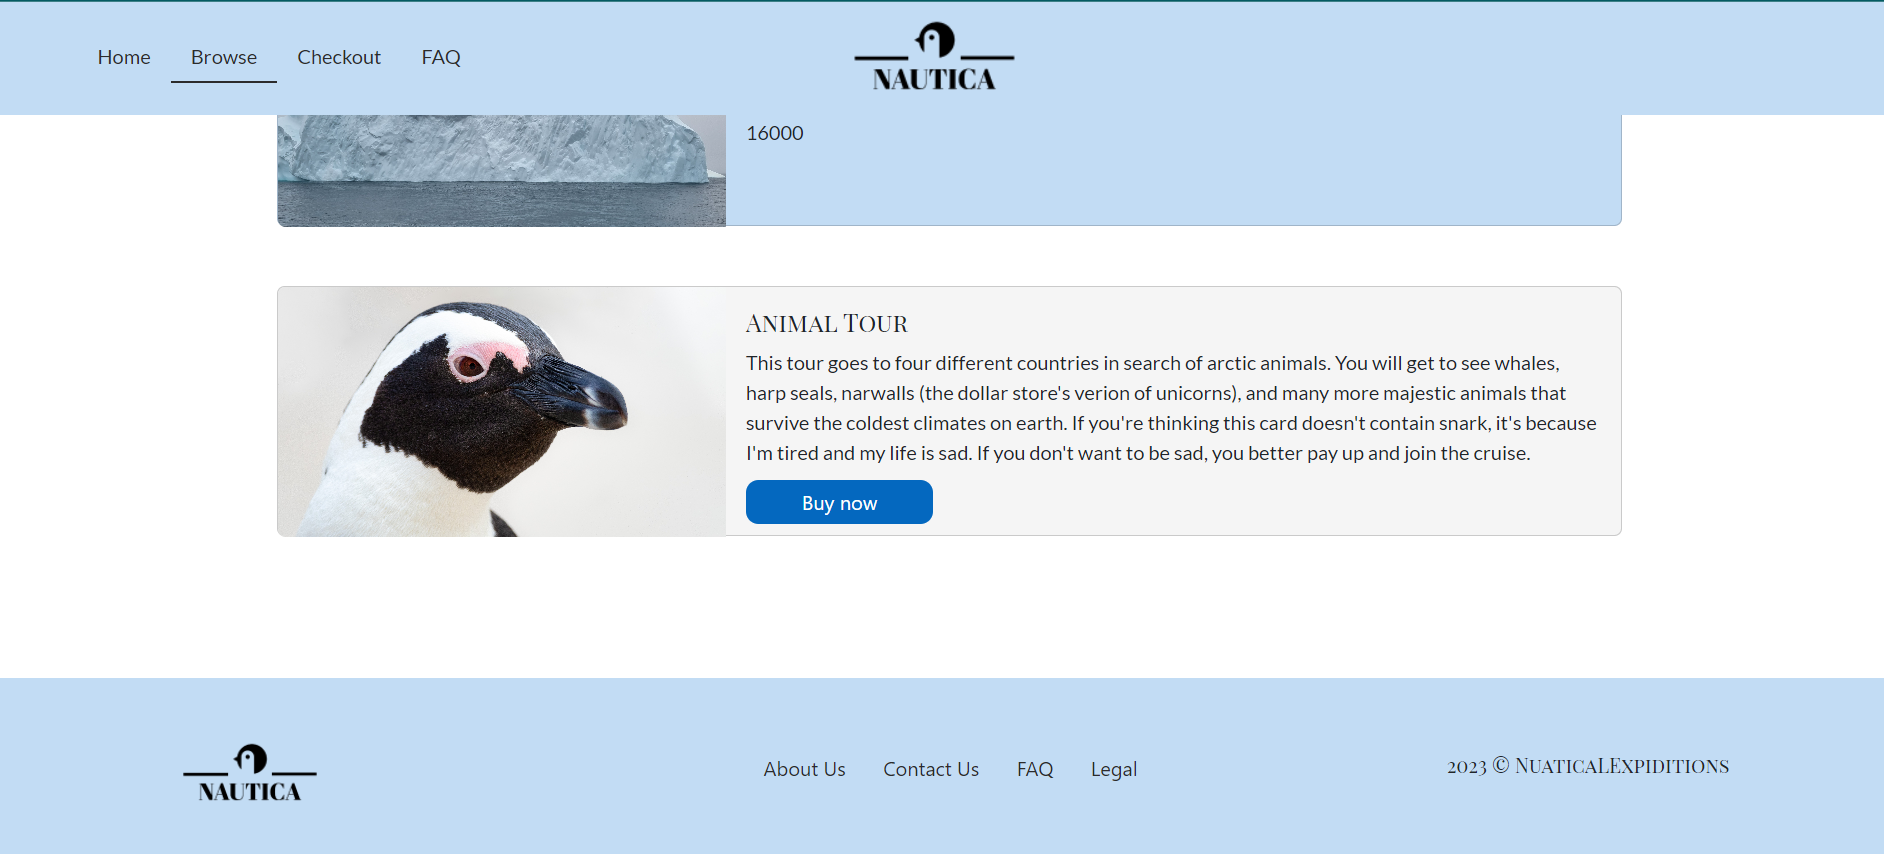 Home Browse Checkout FAQ
NAUTICA
16000
Animal Tour
This tour goes to four different countries in search of arctic animals. You will get to see whales,
harp seals, narwalls (the dollar store's verion of unicorns), and many more majestic animals that
survive the coldest climates on earth. If you're thinking this card doesn't contain snark, it's because
I'm tired and my life is sad. If you don't want to be sad, you better pay up and join the cruise.
Buy now
NAUTICA
About Us Contact Us FAQ Legal
2023 © NuaticalExpiditions